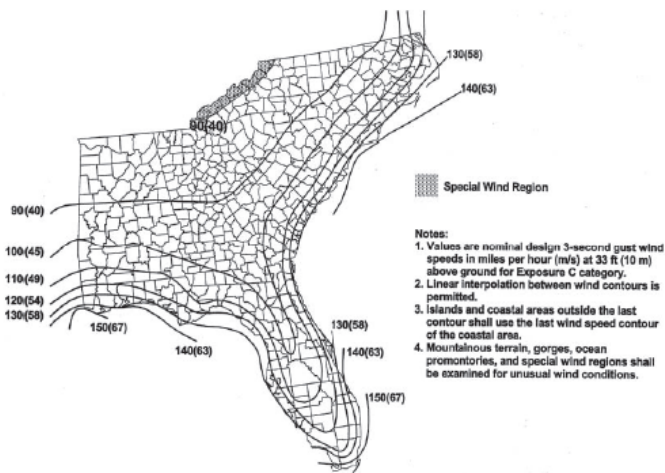 130(58)
140(63)
90(40)
Special Wind Region
90(40)
100(45)
110(49)
120(54)
130(58)
150(67)
140(63)
130(58)
140(63)
150(67)
Notes:
1. Values are nominal design 3-second gust wind
speeds in miles per hour (m/s) at 33 ft (10 m)
above ground for Exposure C category.
2. Linear interpolation between wind contours is
permitted.
3. Islands and coastal areas outside the last
contour shall use the last wind speed contour
of the coastal area.
4. Mountainous terrain, gorges, ocean
promontories, and special wind regions shall
be examined for unusual wind conditions.